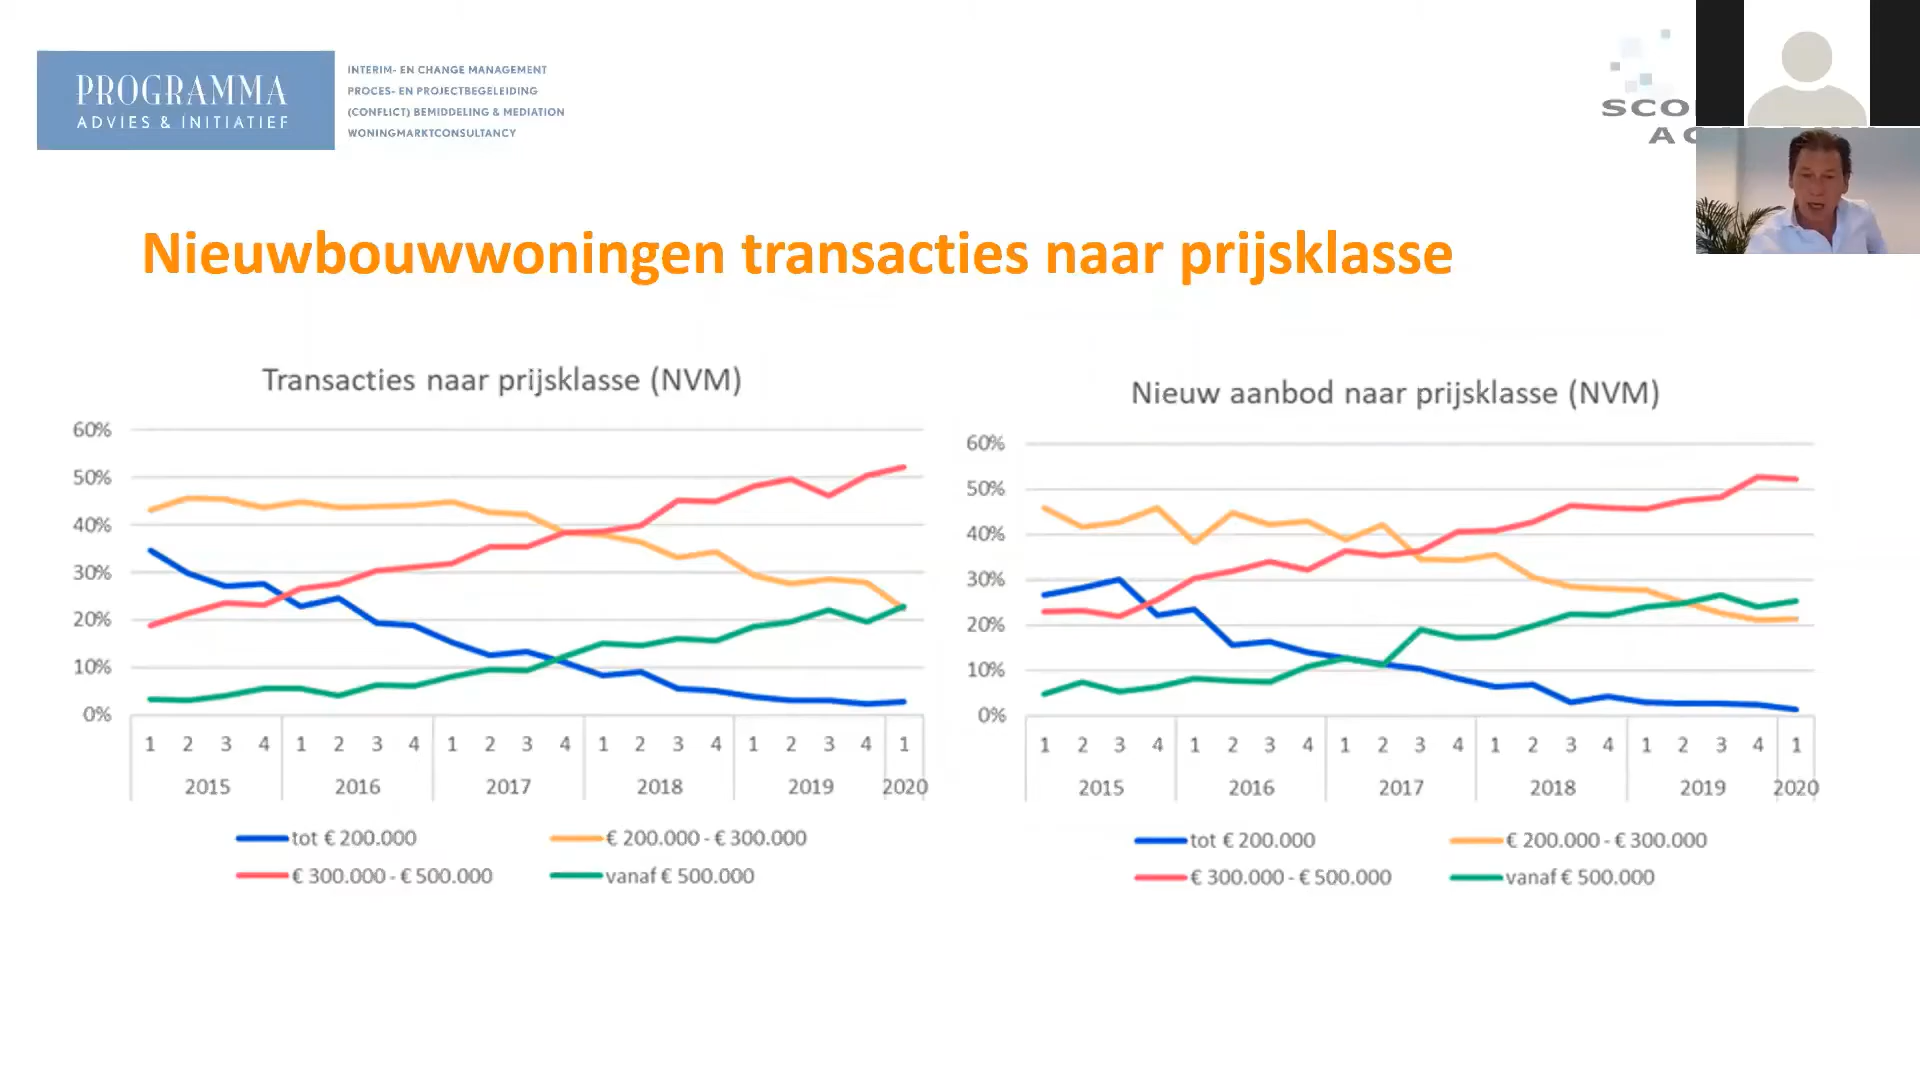 PROGRAMMA
ADVIES & INITIATIEF
INTERIM- EN CHANGE MANAGEMENT
PROCES- EN PROJECTBEGELEIDING
(CONFLICT) BEMIDDELING & MEDIATION
WONINGMARKTCONSULTANCY
Nieuwbouwwoningen transacties naar prijsklasse
Transacties naar prijsklasse (NVM)
60%
50%
40%
30%
20%
10%
0%
1 2 3 4 1 2 3 4 1 2 3 4 1 2 3 4 1 2 3 4 1
2015 2016 2017 2018 2019 2020
tot € 200.000
€ 200.000 - € 300.000
€ 300.000 - € 500.000
vanaf € 500.000
Nieuw aanbod naar prijsklasse (NVM)
60%
50%
40%
30%
20%
10%
0%
1 2 3 4 1 2 3 4 1 2 3 4 1 2 3 4 1 2 3 4 1
2015 2016 2017 2018 2019 2020
tot € 200.000
€ 200.000 - € 300.000
€ 300.000 - € 500.000
vanaf € 500.000